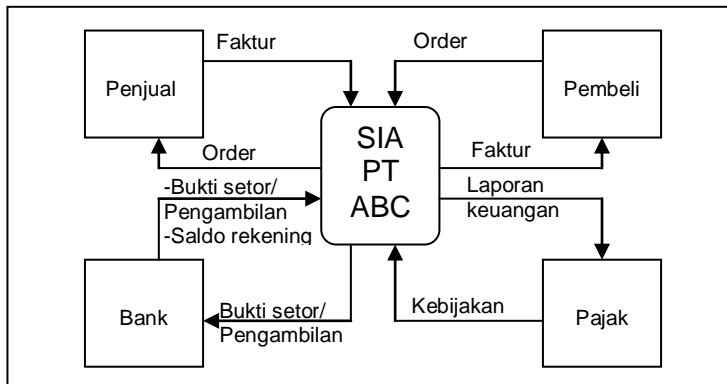 Faktur
Order
Penjual
Pembeli
SIA
PT
ABC
Order
Faktur
-Bukti setor/
Pengambilan
-Saldo rekening
Laporan
keuangan
Bank
Bukti setor/
Pengambilan
Kebijakan
Pajak